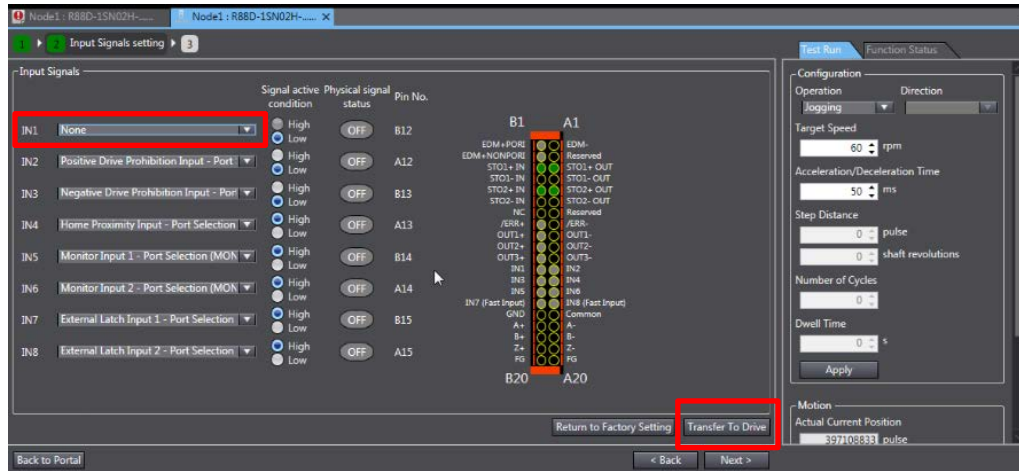 Node1 : R88D-1SN02H-......
Node1 : R88D-1SN02H-......
1 2 Input Signals setting 3
Input Signals
Signal active condition
Physical signal status
Pin No.
IN1 None High Low OFF B12
IN2 Positive Drive Prohibition Input - Port High Low OFF A12
IN3 Negative Drive Prohibition Input - Port High Low OFF B13
IN4 Home Proximity Input - Port Selection High Low OFF A13
IN5 Monitor Input 1 - Port Selection (MON High Low OFF B14
IN6 Monitor Input 2 - Port Selection (MON High Low OFF A14
IN7 External Latch Input 1 - Port Selection High Low OFF B15
IN8 External Latch Input 2 - Port Selection High Low OFF A15
B1 A1
EDM+PORI EDM-
EDM+NONPORI Reserved
STO1+ IN STO1+ OUT
STO1- IN STO1- OUT
STO2+ IN STO2+ OUT
STO2- IN STO2- OUT
NC Reserved
/ERR+ /ERR-
OUT1+ OUT1-
OUT2+ OUT2-
OUT3+ OUT3-
IN1 IN2
IN3 IN4
IN5 IN6
IN7 (Fast Input) IN8 (Fast Input)
GND Common
A+ A-
B+ B-
Z+ Z-
FG FG
B20 A20
Return to Factory Setting Transfer To Drive
Back to Portal < Back Next >
Test Run Function Status
Configuration
Operation Direction
Jogging
Target Speed
60 rpm
Acceleration/Deceleration Time
50 ms
Step Distance
0 pulse
0 shaft revolutions
Number of Cycles
0
Dwell Time
0 s
Apply
Motion
Actual Current Position
397108833 pulse